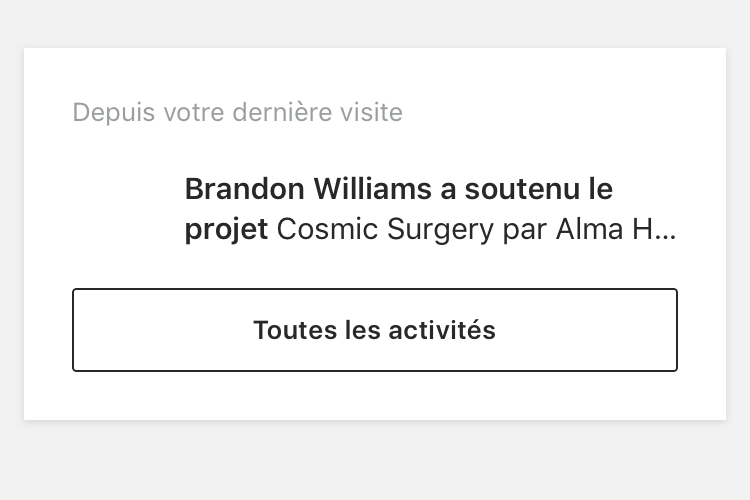 Depuis votre dernière visite
Brandon Williams a soutenu le
projet Cosmic Surgery par Alma H...
Toutes les activités